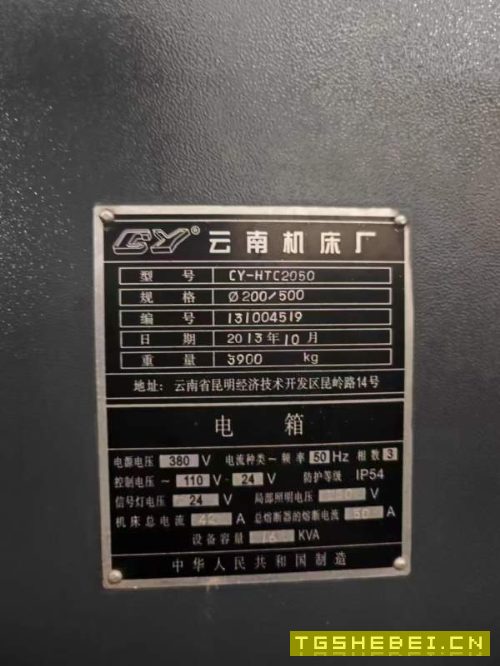 CY® 云南机床厂
型号 CY-HTC2050
规格 Ø200/500
编号 131004519
日期 2013年10月
重量 3900 kg
地址: 云南省昆明经济技术开发区昆岭路14号
电箱
电源电压 380 V 电流种类~ 频率 50 Hz 相数 3
控制电压 ~ 110 V - 24 V 防护等级 IP54
信号灯电压 24 V 局部照明电压 V
机床总电流 A 总熔断器的熔断电流 50 A
设备容量 16 KVA
中华人民共和国制造
TGSHEBEI.CN